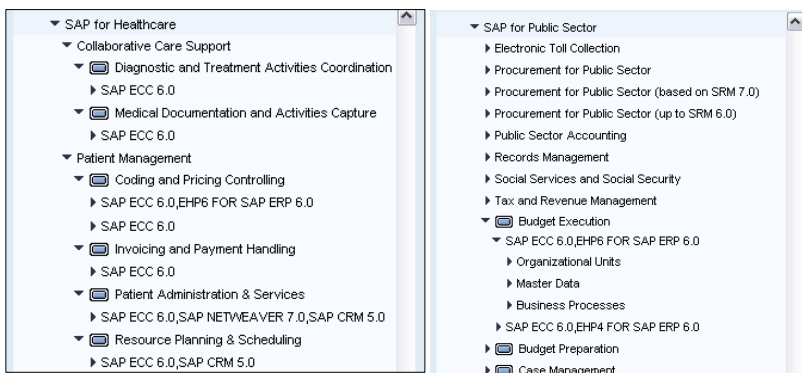 SAP for Healthcare
Collaborative Care Support
Diagnostic and Treatment Activities Coordination
SAP ECC 6.0
Medical Documentation and Activities Capture
SAP ECC 6.0
Patient Management
Coding and Pricing Controlling
SAP ECC 6.0,EHP6 FOR SAP ERP 6.0
SAP ECC 6.0
Invoicing and Payment Handling
SAP ECC 6.0
Patient Administration & Services
SAP ECC 6.0,SAP NETWEAVER 7.0,SAP CRM 5.0
Resource Planning & Scheduling
SAP ECC 6.0,SAP CRM 5.0
SAP for Public Sector
Electronic Toll Collection
Procurement for Public Sector
Procurement for Public Sector (based on SRM 7.0)
Procurement for Public Sector (up to SRM 6.0)
Public Sector Accounting
Records Management
Social Services and Social Security
Tax and Revenue Management
Budget Execution
SAP ECC 6.0,EHP6 FOR SAP ERP 6.0
Organizational Units
Master Data
Business Processes
SAP ECC 6.0,EHP4 FOR SAP ERP 6.0
Budget Preparation
Case Management